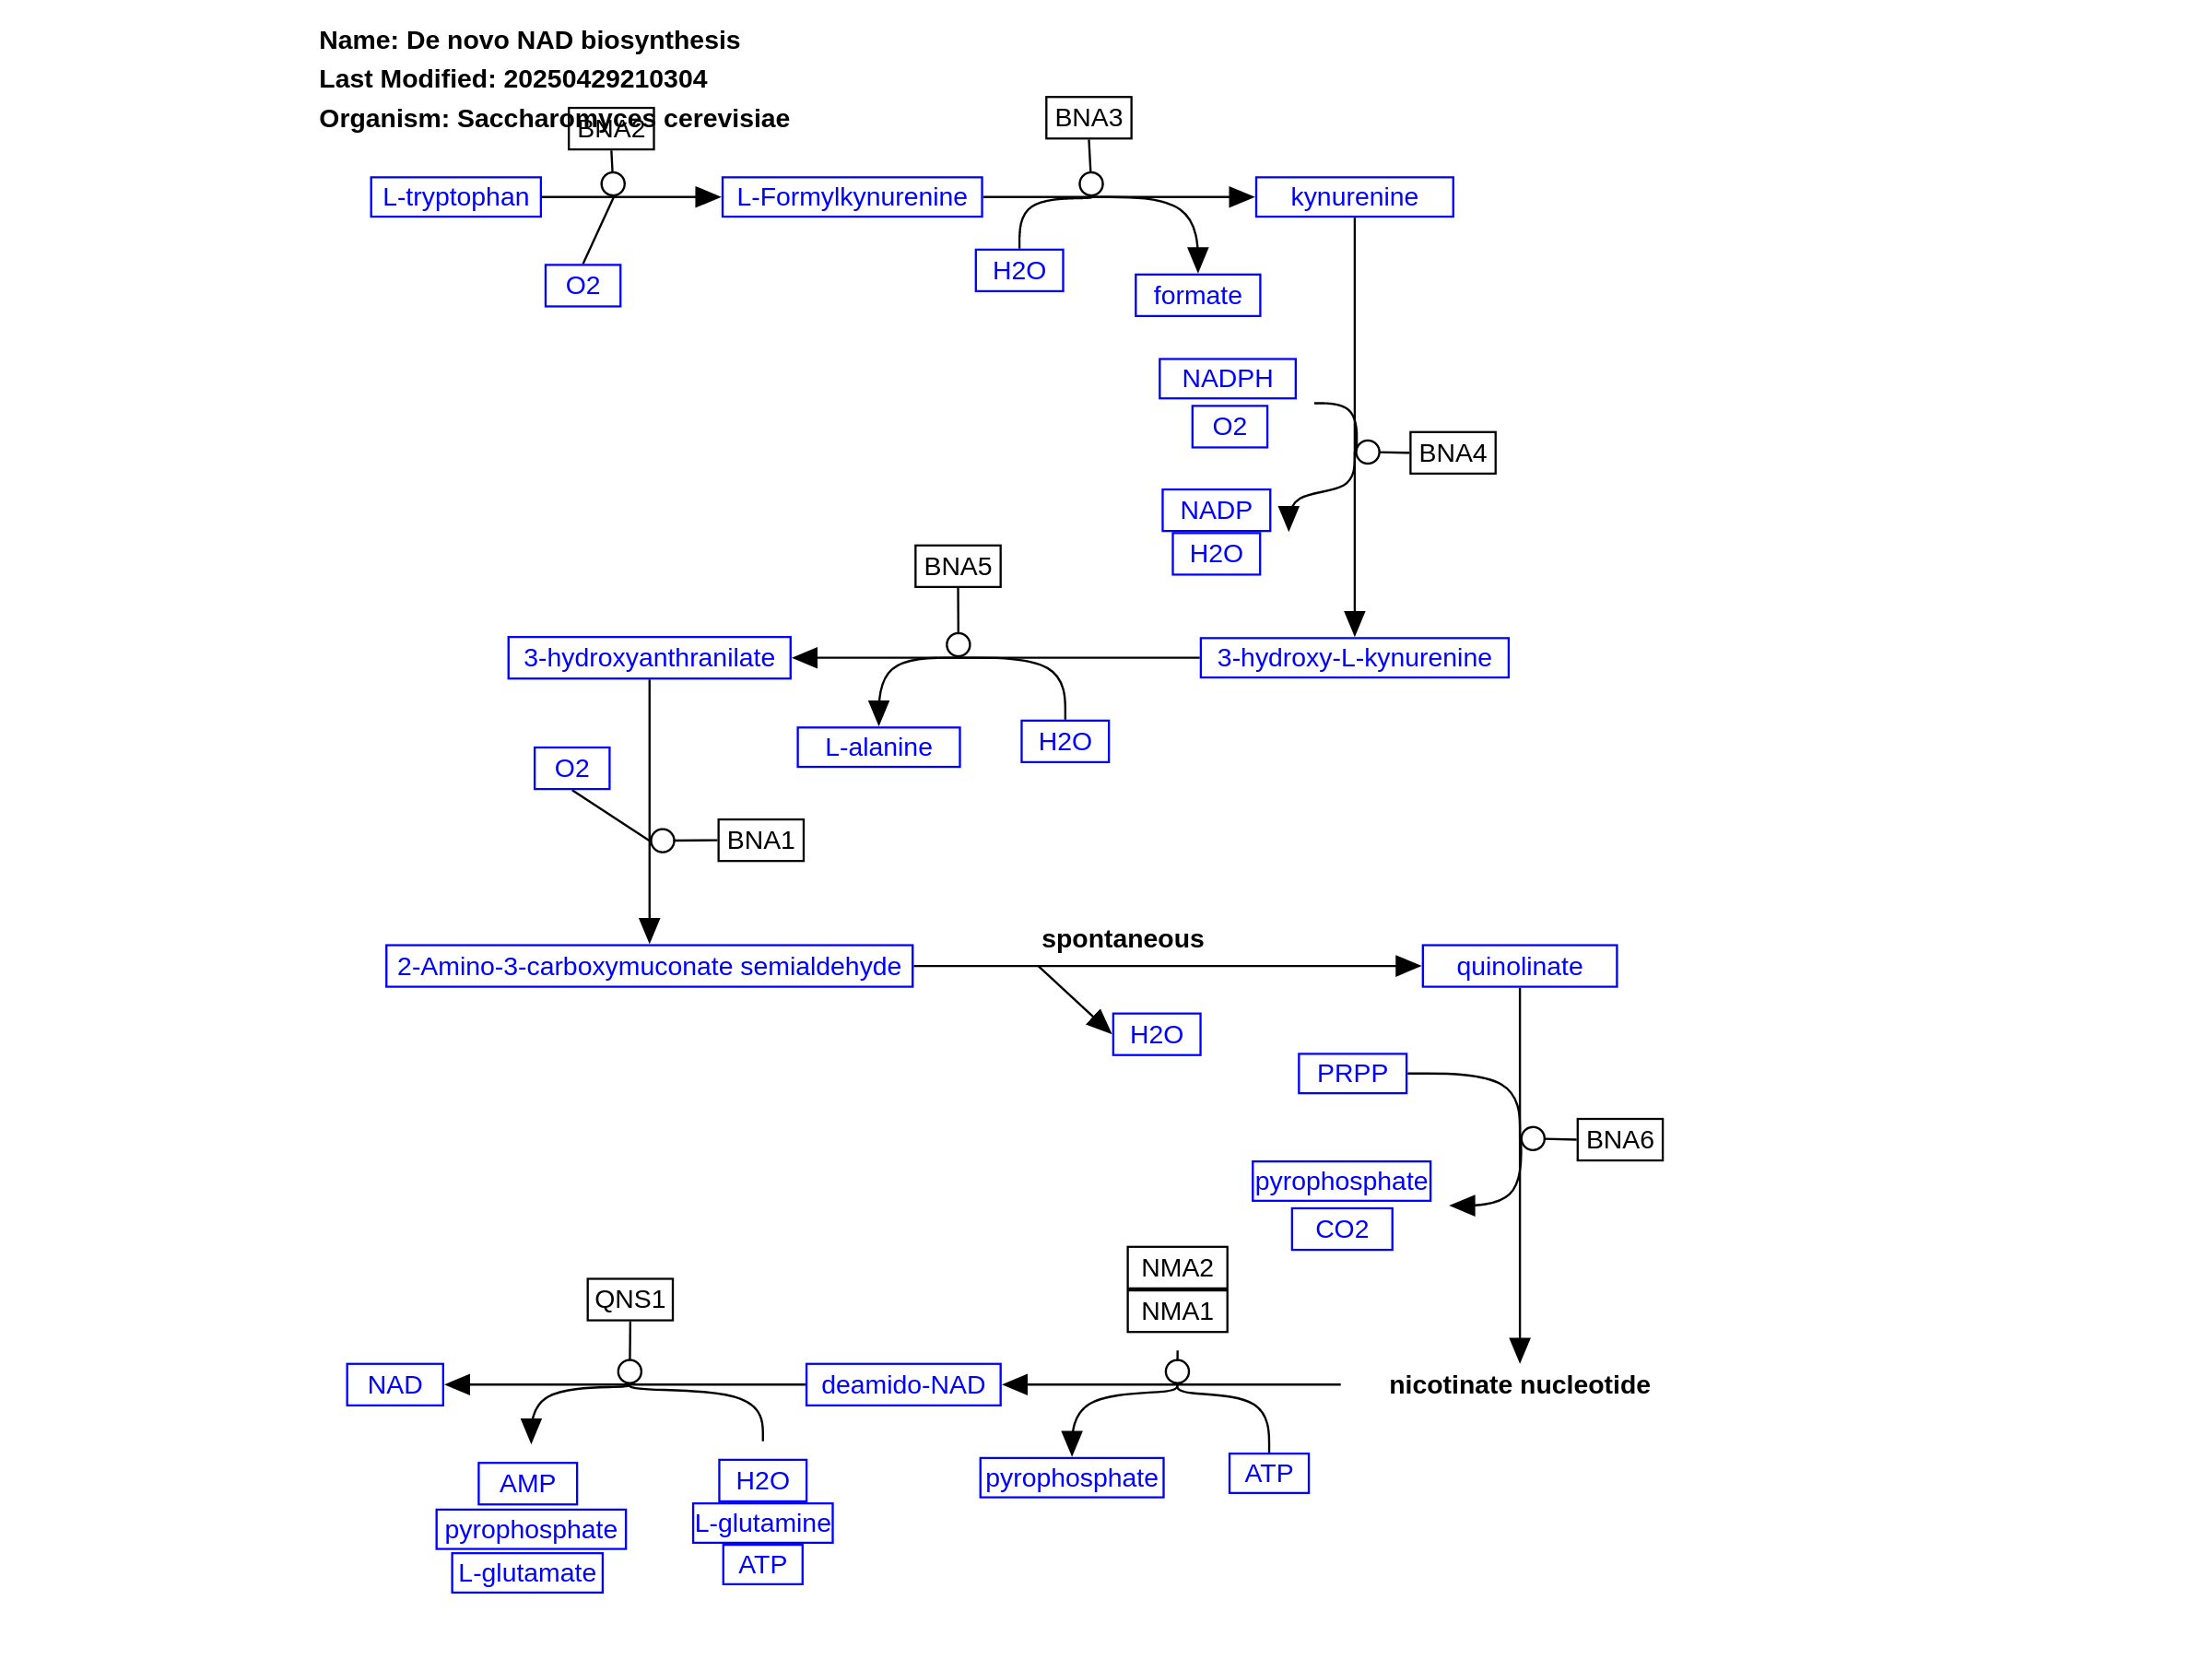 Name: De novo NAD biosynthesis
Last Modified: 20250429210304
Organism: Saccharomyces cerevisiae
BNA2
BNA3
L-tryptophan
L-Formylkynurenine
kynurenine
O2
H2O
formate
NADPH
O2
BNA4
NADP
H2O
BNA5
3-hydroxyanthranilate
3-hydroxy-L-kynurenine
L-alanine
H2O
O2
BNA1
spontaneous
2-Amino-3-carboxymuconate semialdehyde
quinolinate
H2O
PRPP
BNA6
pyrophosphate
CO2
NMA2
NMA1
QNS1
NAD
deamido-NAD
nicotinate nucleotide
AMP
pyrophosphate
L-glutamate
H2O
L-glutamine
ATP
pyrophosphate
ATP